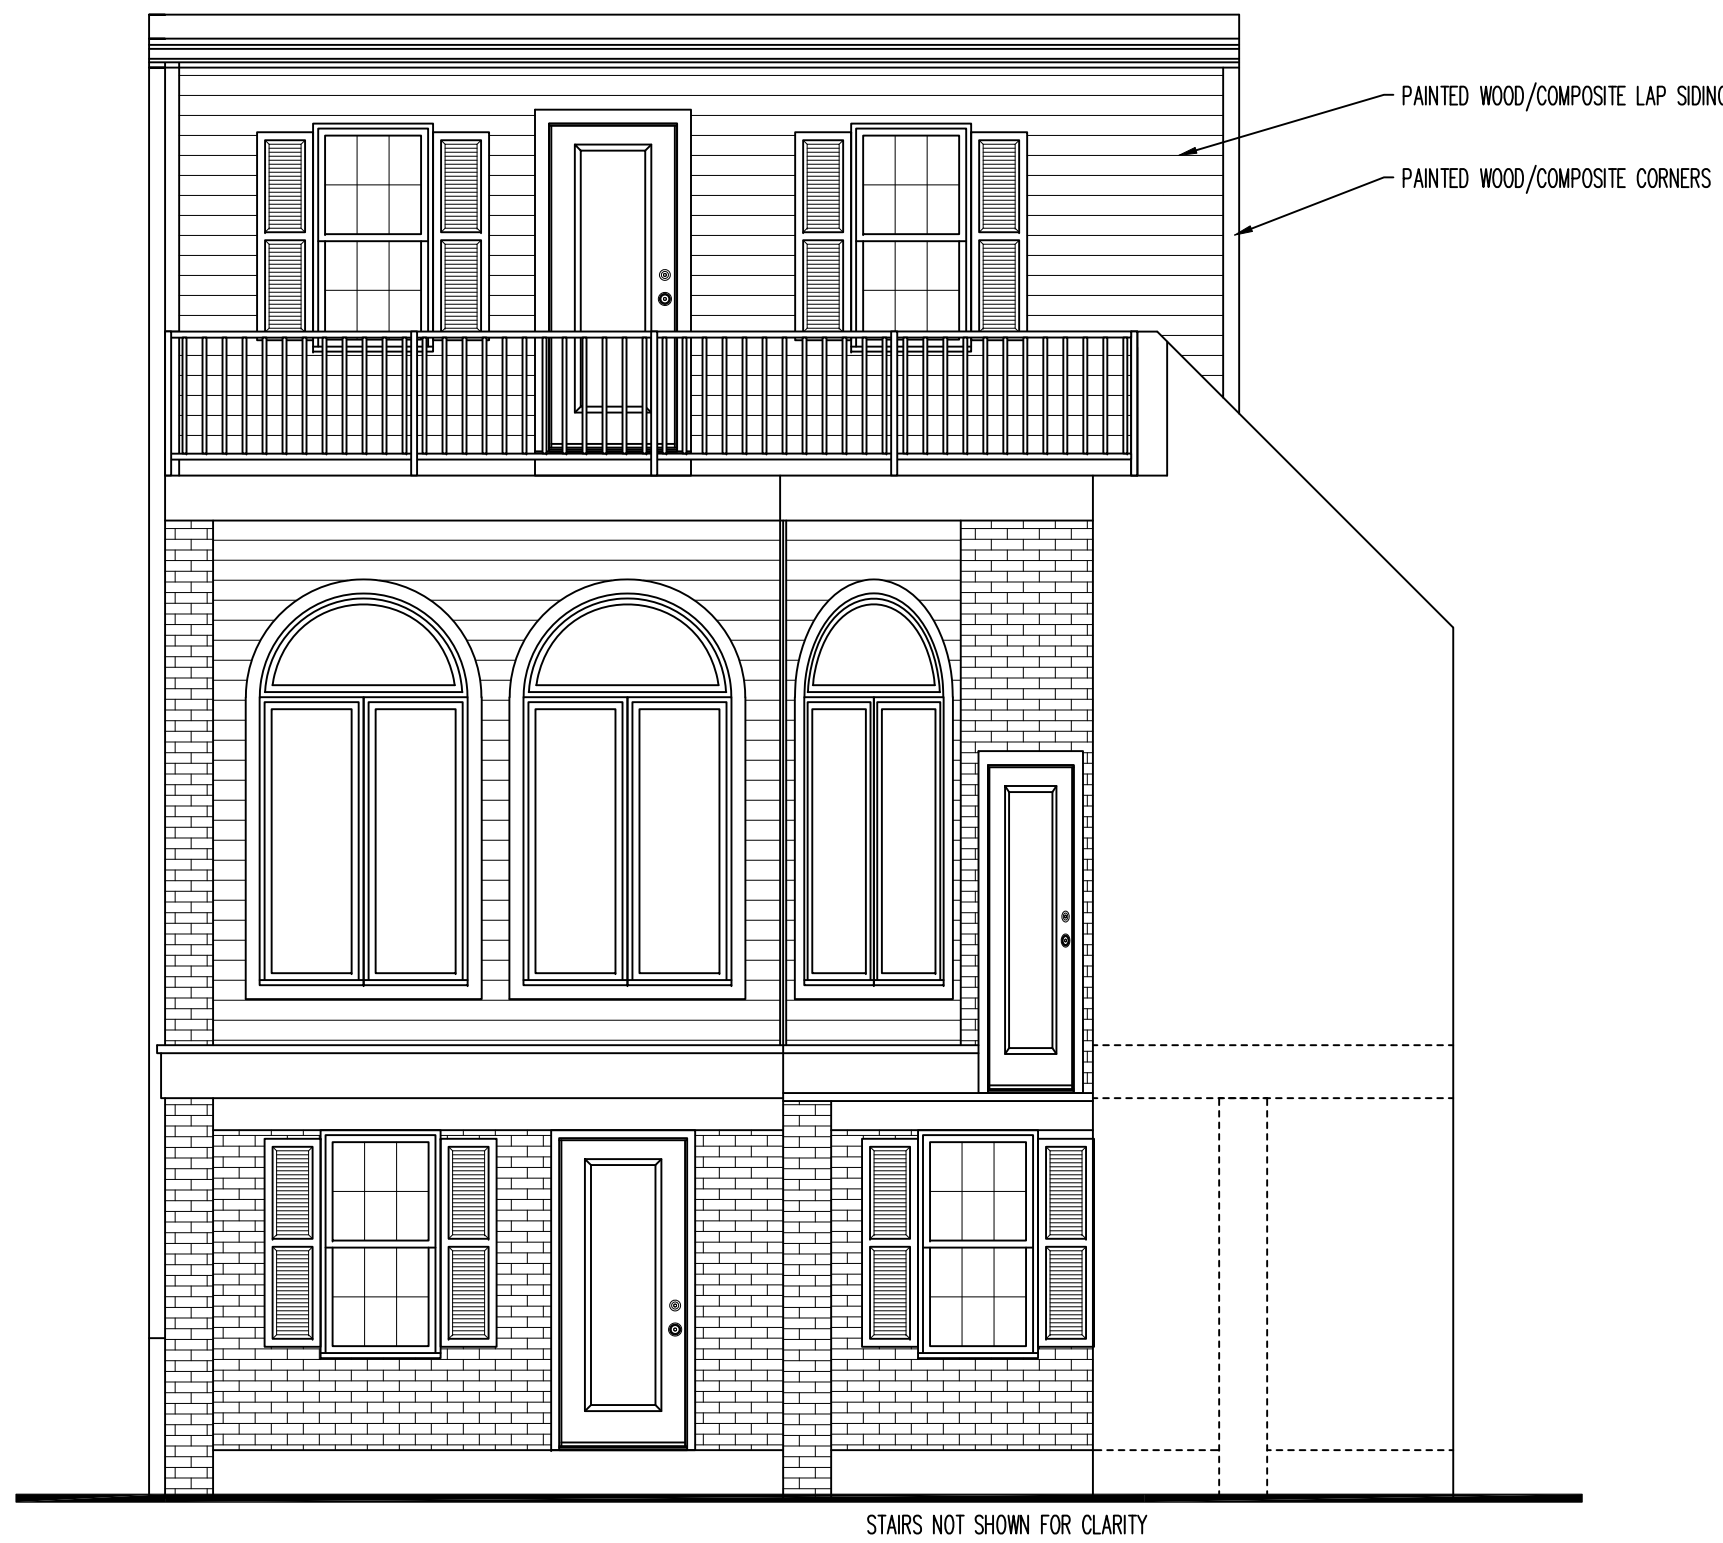 PAINTED WOOD/COMPOSITE LAP SIDING
PAINTED WOOD/COMPOSITE CORNERS
STAIRS NOT SHOWN FOR CLARITY